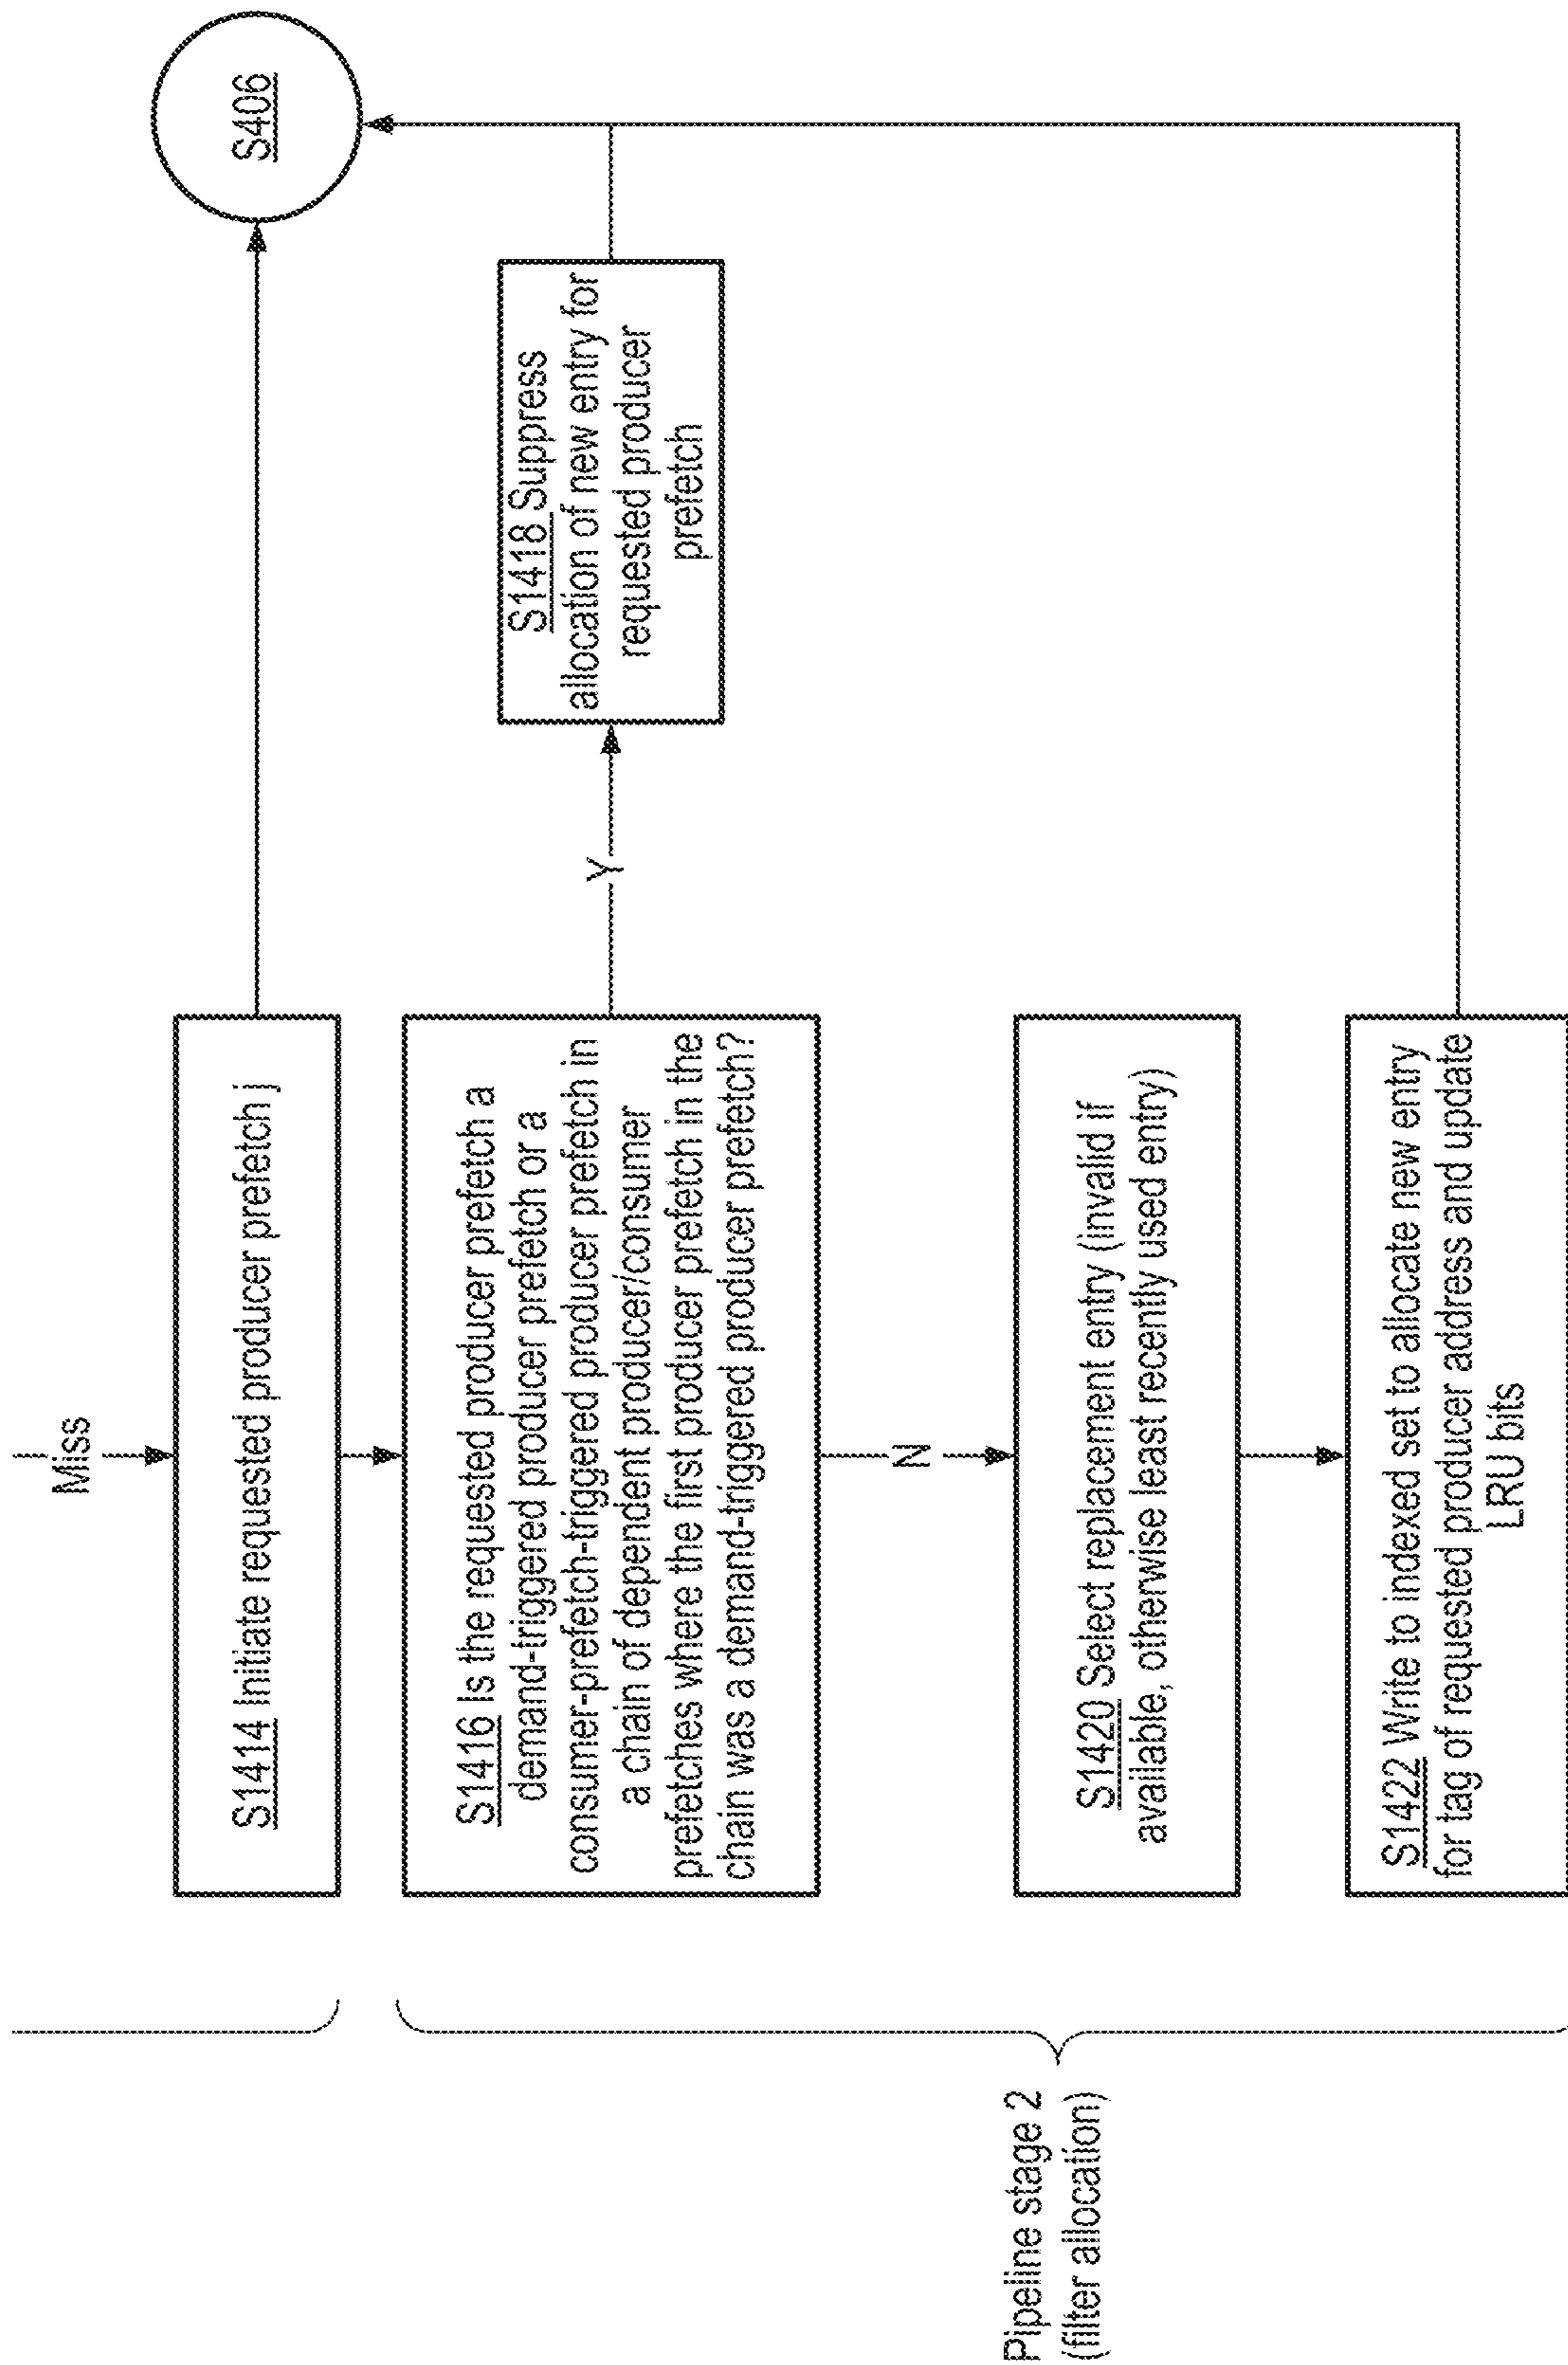 Miss
S1414 Initiate requested producer prefetch j
S406
S1416 Is the requested producer prefetch a
demand-triggered producer prefetch or a
consumer-prefetch-triggered producer prefetch in
a chain of dependent producer/consumer
prefetches where the first producer prefetch in the
chain was a demand-triggered producer prefetch?
Y
S1418 Suppress
allocation of new entry for
requested producer
prefetch
N
S1420 Select replacement entry (invalid if
available, otherwise least recently used entry)
S1422 Write to indexed set to allocate new entry
for tag of requested producer address and update
LRU bits
Pipeline stage 2
(filter allocation)